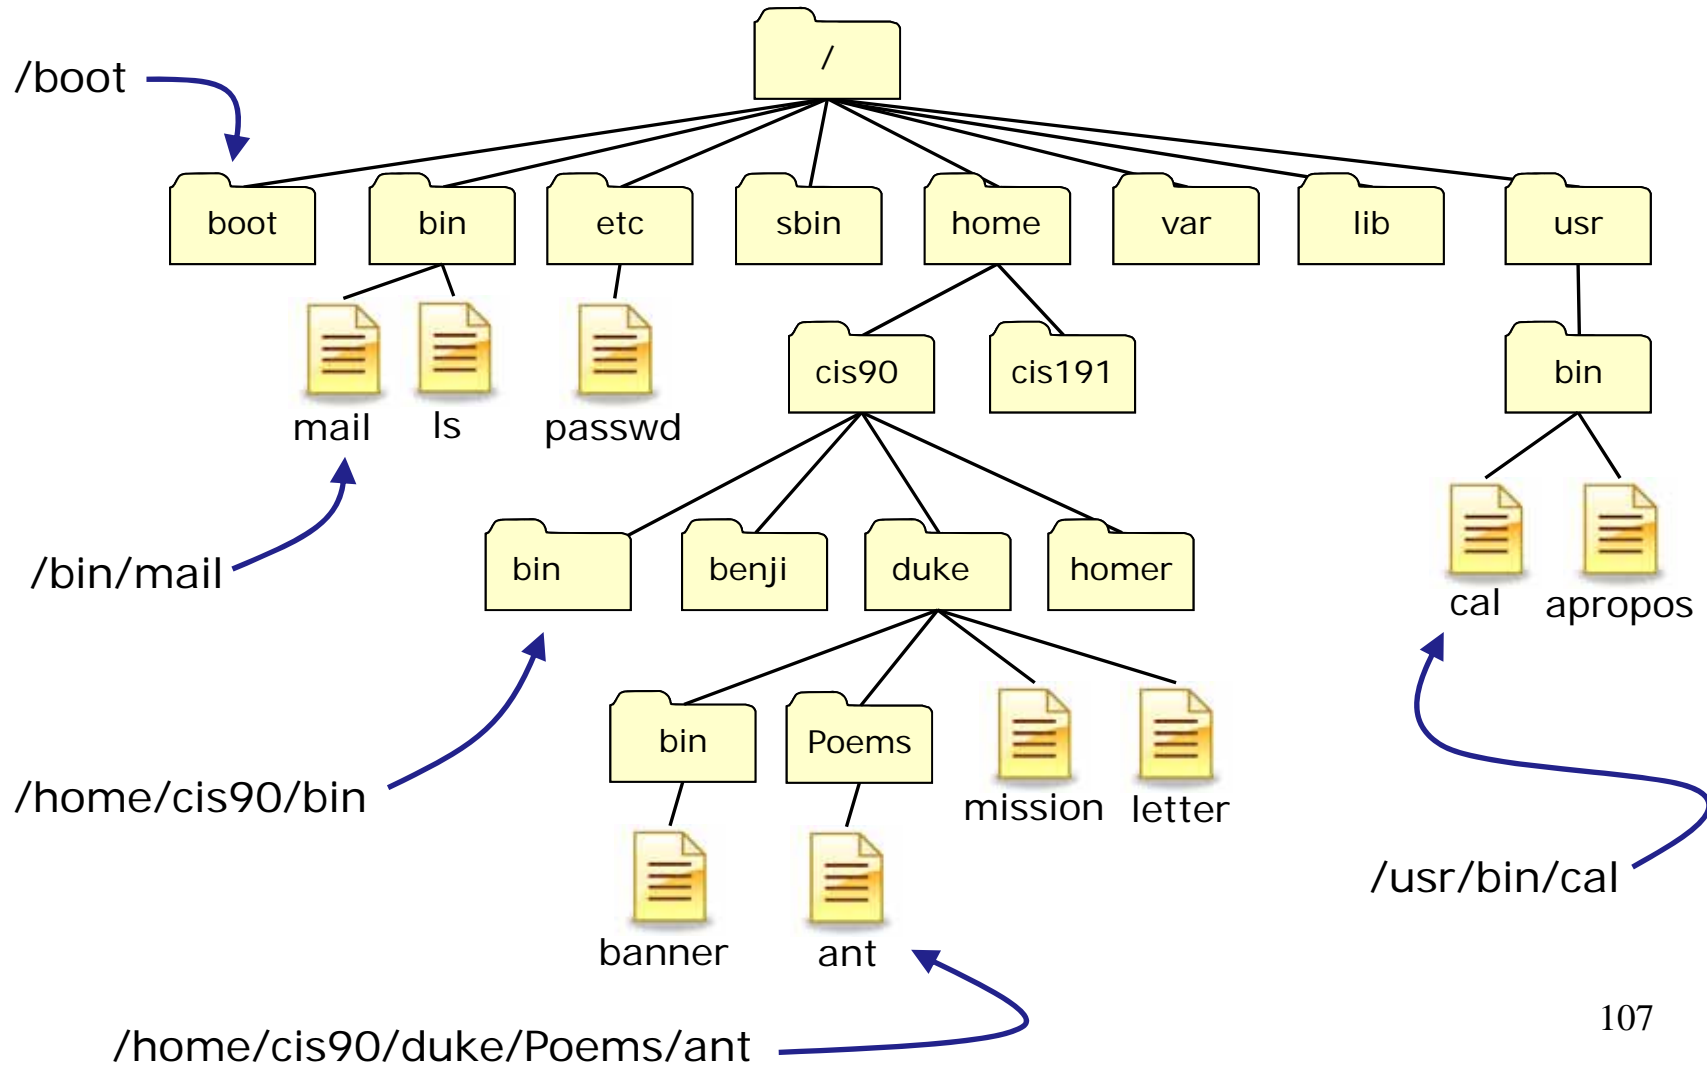 /
/boot
boot
bin
etc
sbin
home
var
lib
usr
cis90
cis191
bin
mail
ls
passwd
/bin/mail
bin
benji
duke
homer
cal
apropos
bin
Poems
/home/cis90/bin
mission
letter
/usr/bin/cal
banner
ant
107
/home/cis90/duke/Poems/ant